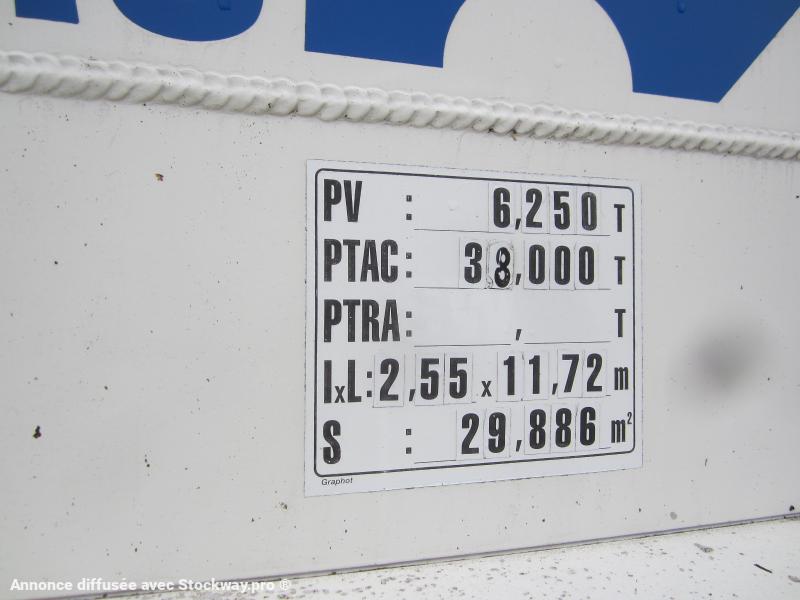 PV : 6,250 T
PTAC : 38,000 T
PTRA : , T
lxL : 2,55 x 11,72 m
S : 29,886 m²
Graphot
Annonce diffusée avec Stockway.pro ®